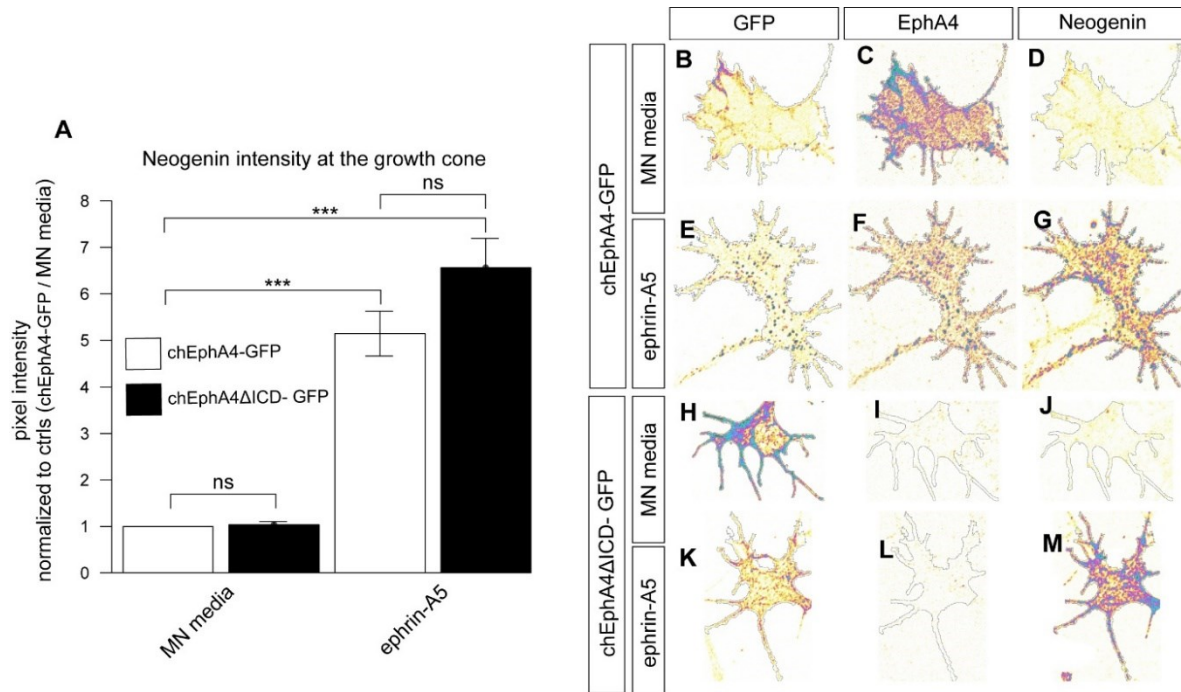 A
Neogenin intensity at the growth cone
ns
***
***
ns
8
7
6
5
4
3
2
1
0
pixel intensity
normalized to ctrls (chEphA4-GFP / MN media)
chEphA4-GFP
chEphA4ΔICD- GFP
MN media
ephrin-A5
GFP
EphA4
Neogenin
chEphA4-GFP
MN media
B
C
D
ephrin-A5
E
F
G
chEphA4ΔICD- GFP
MN media
H
I
J
ephrin-A5
K
L
M